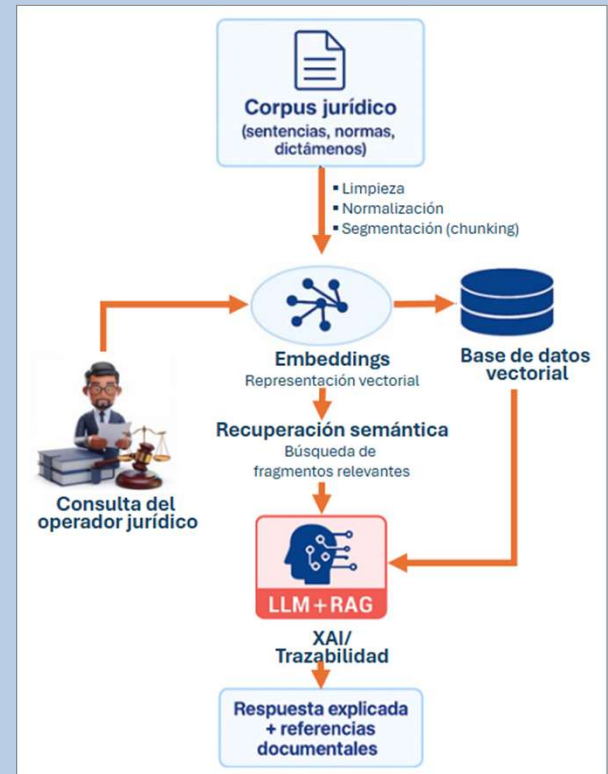 Corpus jurídico
(sentencias, normas,
dictámenos)
▪ Limpieza
▪ Normalización
▪ Segmentación (chunking)
Embeddings
Representación vectorial
Base de datos
vectorial
Consulta del
operador jurídico
Recuperación semántica
Búsqueda de
fragmentos relevantes
LLM+RAG
XAI/
Trazabilidad
Respuesta explicada
+ referencias
documentales